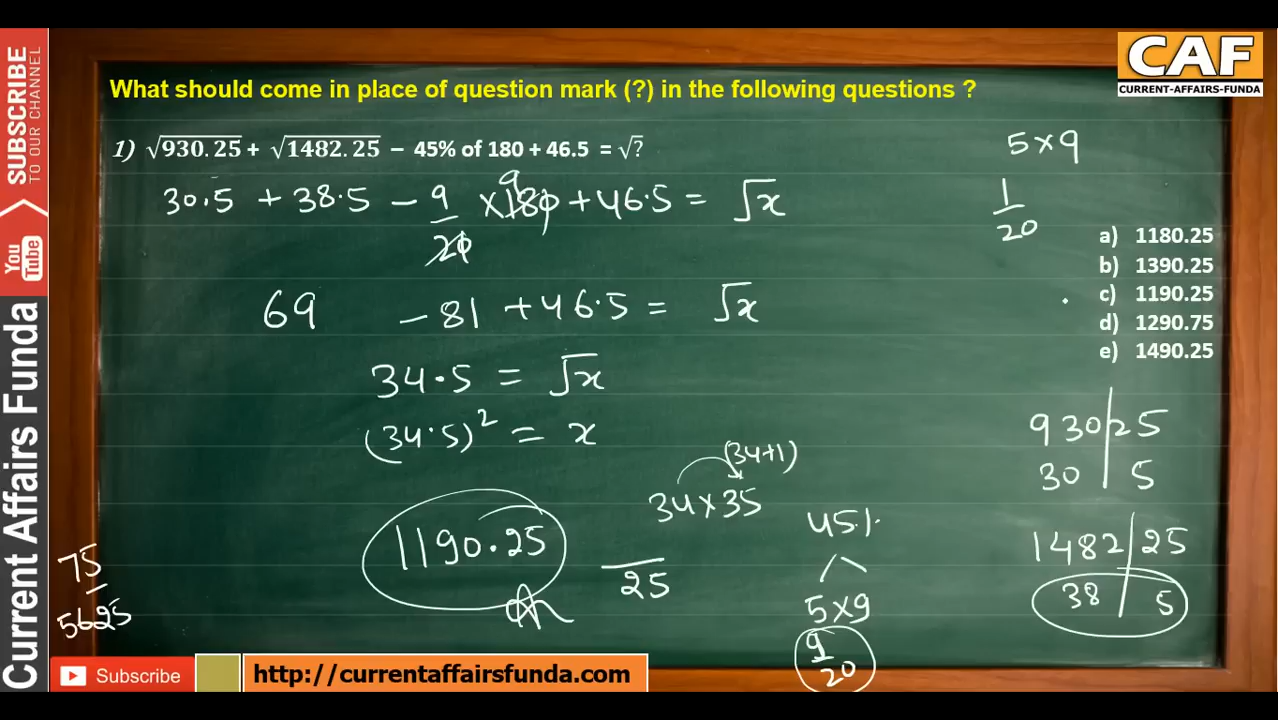 SUBSCRIBE
TO OUR CHANNEL
You Tube
Current Affairs Funda
CAF
CURRENT-AFFAIRS-FUNDA
What should come in place of question mark (?) in the following questions ?
1) √930.25 + √1482.25 – 45% of 180 + 46.5 = √?
5 x 9
30.5 + 38.5 – 9/20 x 180 + 46.5 = √x
9
1/20
69 – 81 + 46.5 = √x
34.5 = √x
(34.5)² = x
1190.25
a) 1180.25
b) 1390.25
c) 1190.25
d) 1290.75
e) 1490.25
(34+1)
34 x 35
25
45%
5 x 9
9/20
930|25
30|5
1482|25
38|5
75
5625
Subscribe
http://currentaffairsfunda.com